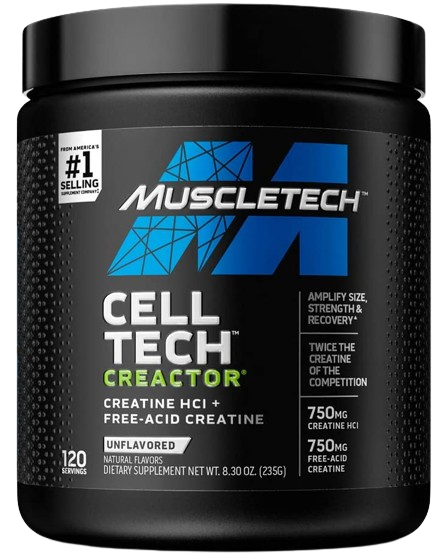 FROM AMERICA'S
#1
SELLING
SUPPLEMENT COMPANY‡
MUSCLETECH™
CELL
TECH™
CREACTOR®
CREATINE HCl +
FREE-ACID CREATINE
UNFLAVORED
NATURAL FLAVORS
DIETARY SUPPLEMENT NET WT. 8.30 OZ. (235G)
120
SERVINGS
AMPLIFY SIZE,
STRENGTH &
RECOVERY▲
TWICE THE
CREATINE
OF THE
COMPETITION
750MG
CREATINE HCl
750MG
FREE-ACID
CREATINE